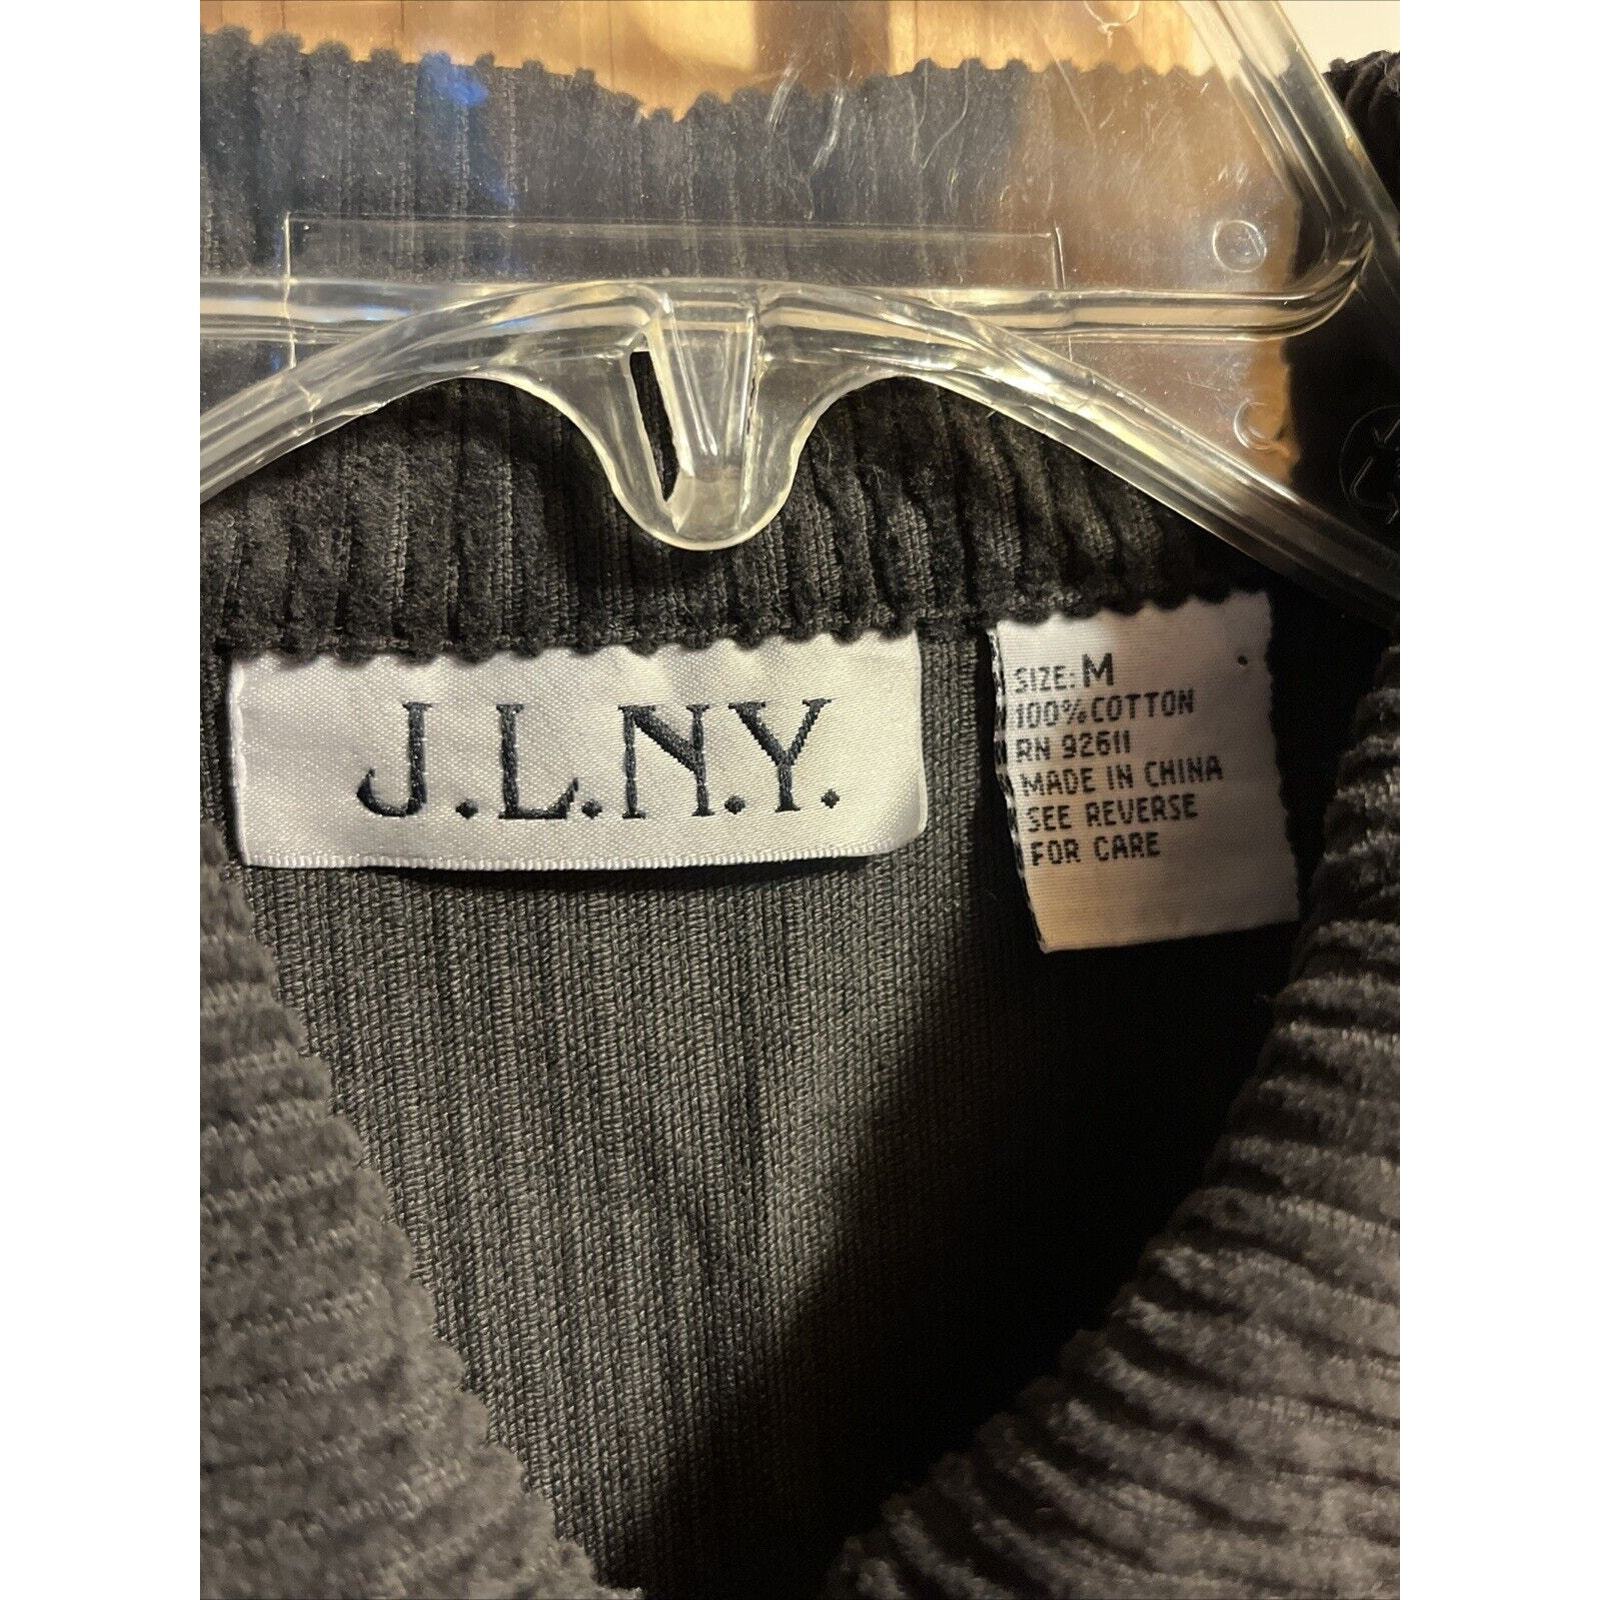 J.L.N.Y.
SIZE: M
100% COTTON
RN 92611
MADE IN CHINA
SEE REVERSE
FOR CARE